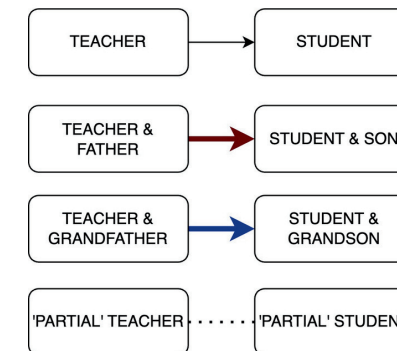 TEACHER
STUDENT
TEACHER &
FATHER
STUDENT & SON
TEACHER &
GRANDFATHER
STUDENT &
GRANDSON
'PARTIAL' TEACHER
'PARTIAL' STUDEN